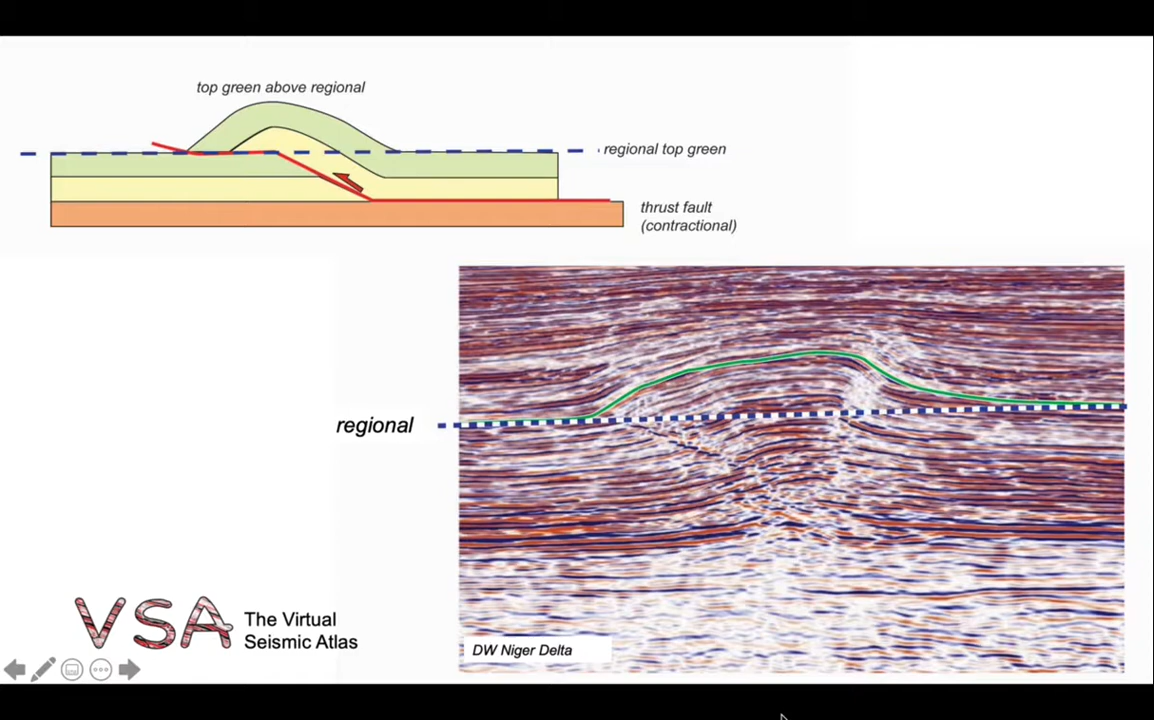 top green above regional
regional top green
thrust fault
(contractional)
regional
DW Niger Delta
VSA
The Virtual
Seismic Atlas